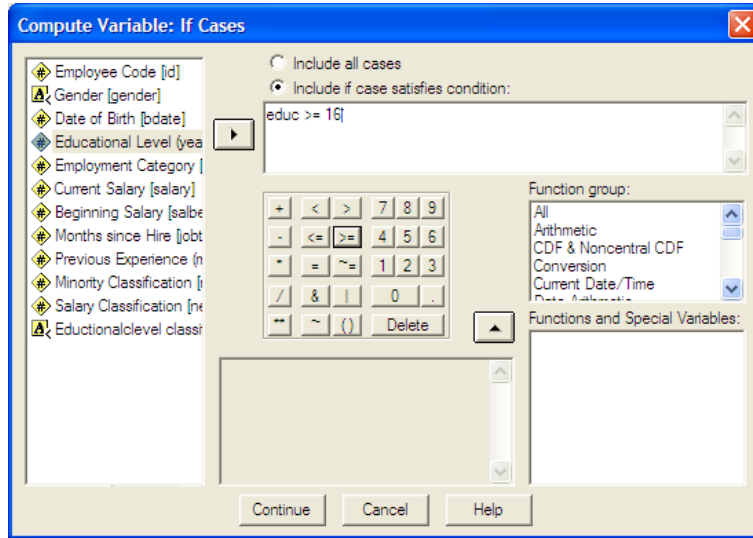 Compute Variable: If Cases
Employee Code [id]
Gender [gender]
Date of Birth [bdate]
Educational Level (yea
Employment Category [
Current Salary [salary]
Beginning Salary [salbe
Months since Hire [jobt
Previous Experience (m
Minority Classification [
Salary Classification [ne
Eductionalclevel classi
Include all cases
Include if case satisfies condition:
educ >= 16
+ < > 7 8 9
- <= >= 4 5 6
* = ~= 1 2 3
/ & | 0 .
** ~ () Delete
Function group:
All
Arithmetic
CDF & Noncentral CDF
Conversion
Current Date/Time
Date Arithmetic
Functions and Special Variables:
Continue Cancel Help